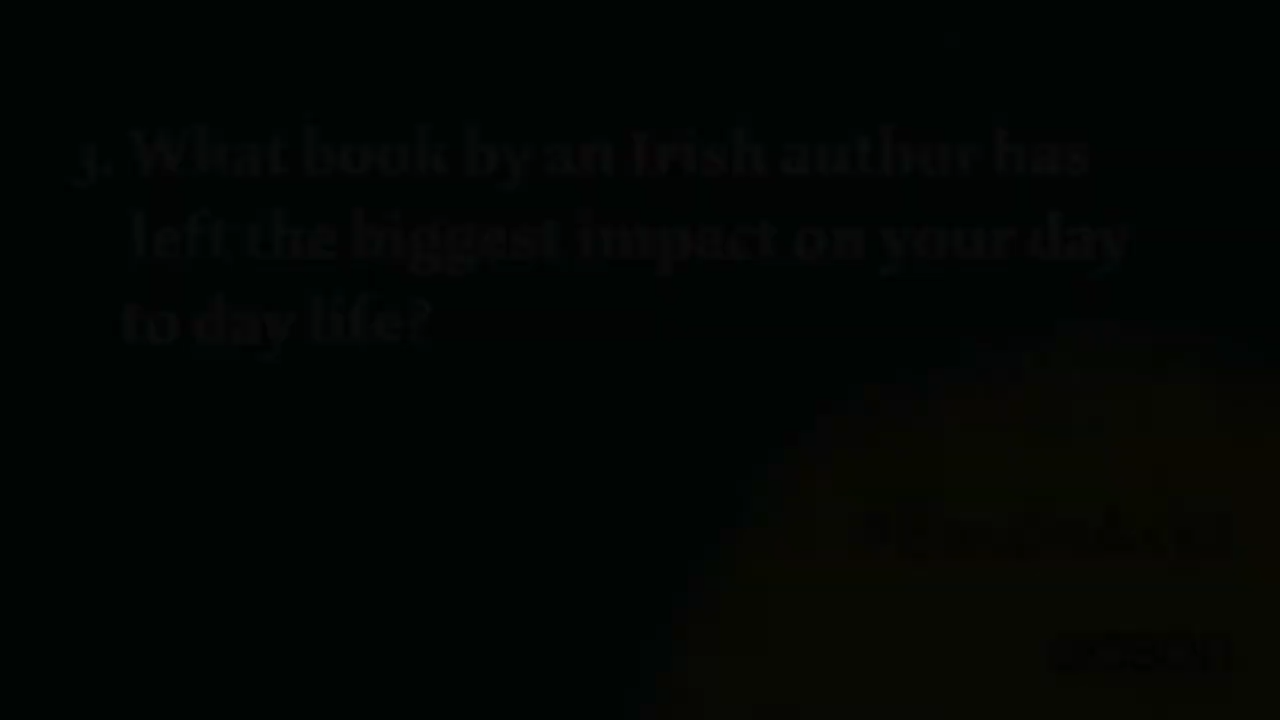 3. What book by an Irish author has
left the biggest impact on your day
to day life?